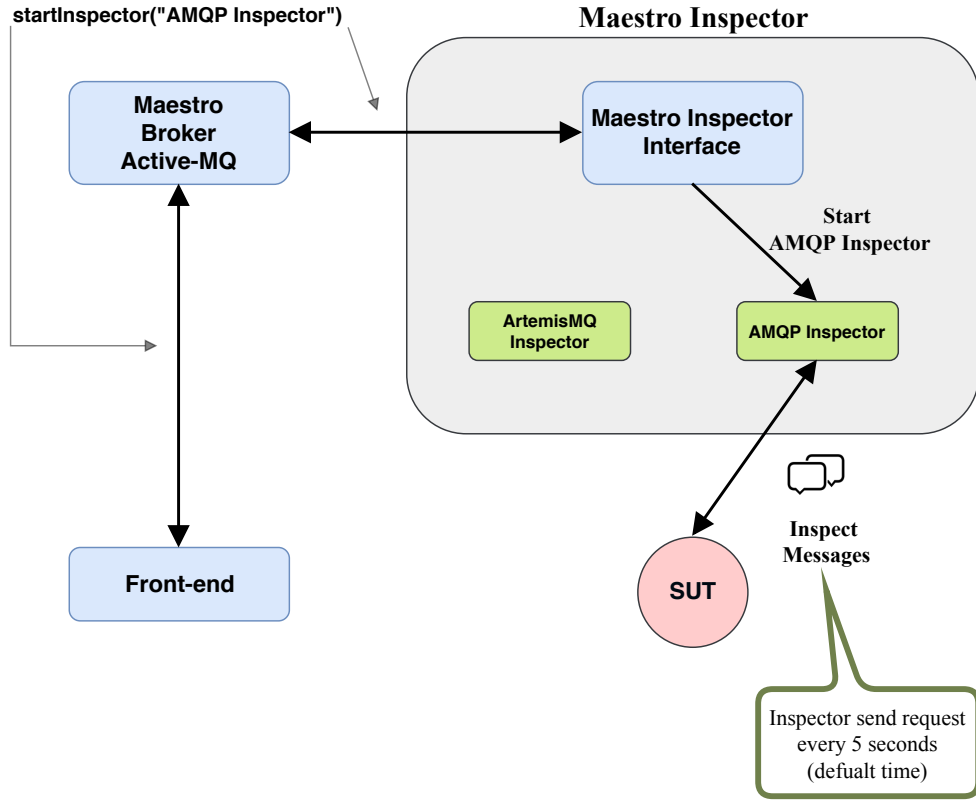 startInspector("AMQP Inspector")
Maestro Inspector
Maestro
Broker
Active-MQ
Maestro Inspector
Interface
Start
AMQP Inspector
ArtemisMQ
Inspector
AMQP Inspector
Inspect
Messages
Front-end
SUT
Inspector send request
every 5 seconds
(defualt time)